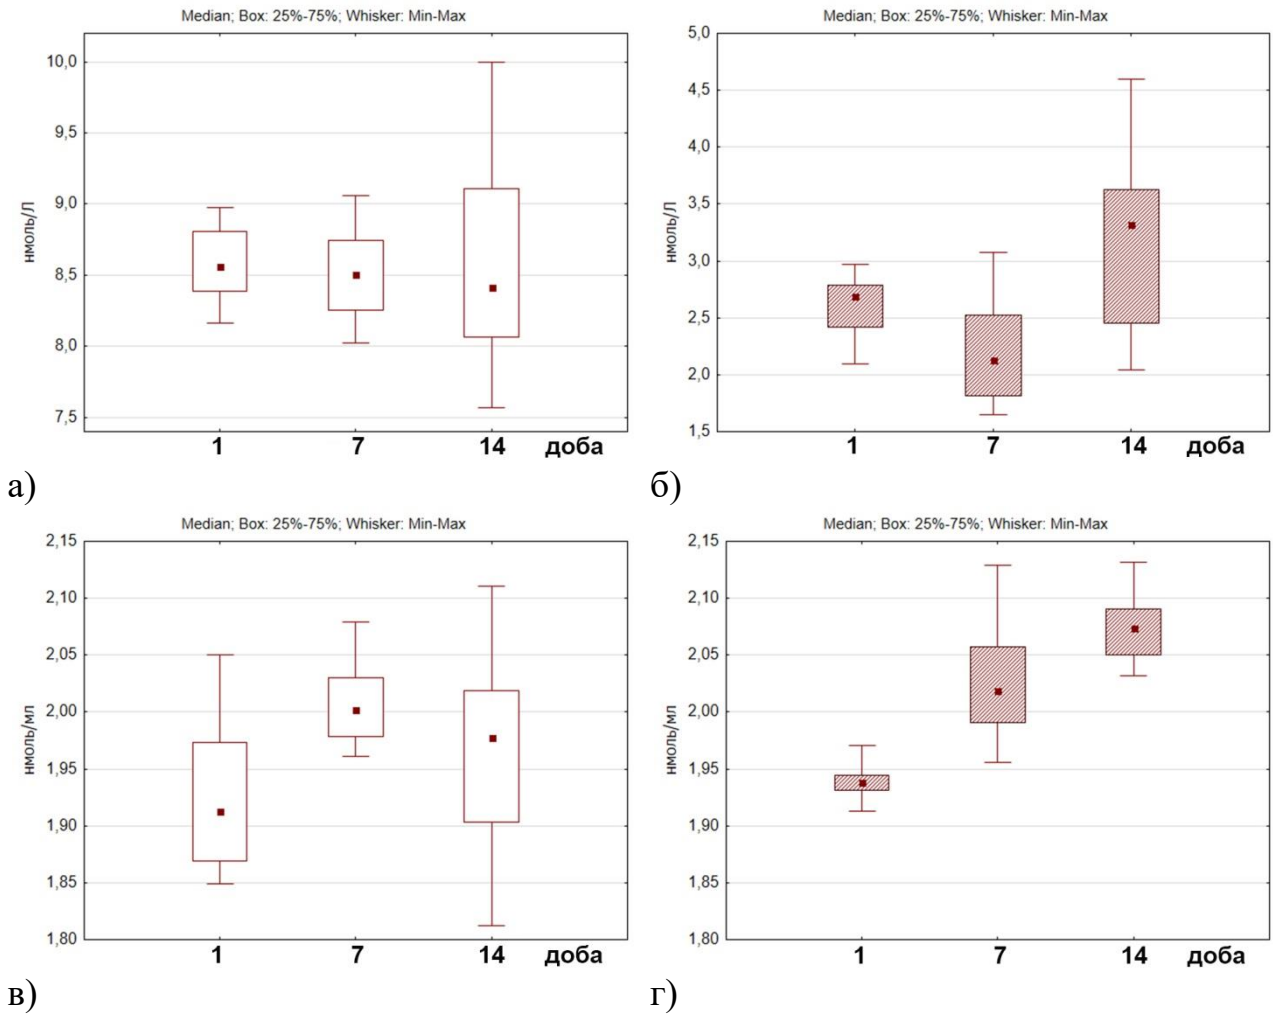 Median; Box: 25%-75%; Whisker: Min-Max
10,0
9,5
9,0
8,5
8,0
7,5
нмоль/Л
1 7 14 доба
а)
Median; Box: 25%-75%; Whisker: Min-Max
5,0
4,5
4,0
3,5
3,0
2,5
2,0
1,5
нмоль/Л
1 7 14 доба
б)
Median; Box: 25%-75%; Whisker: Min-Max
2,15
2,10
2,05
2,00
1,95
1,90
1,85
1,80
нмоль/мл
1 7 14 доба
в)
Median; Box: 25%-75%; Whisker: Min-Max
2,15
2,10
2,05
2,00
1,95
1,90
1,85
1,80
нмоль/мл
1 7 14 доба
г)